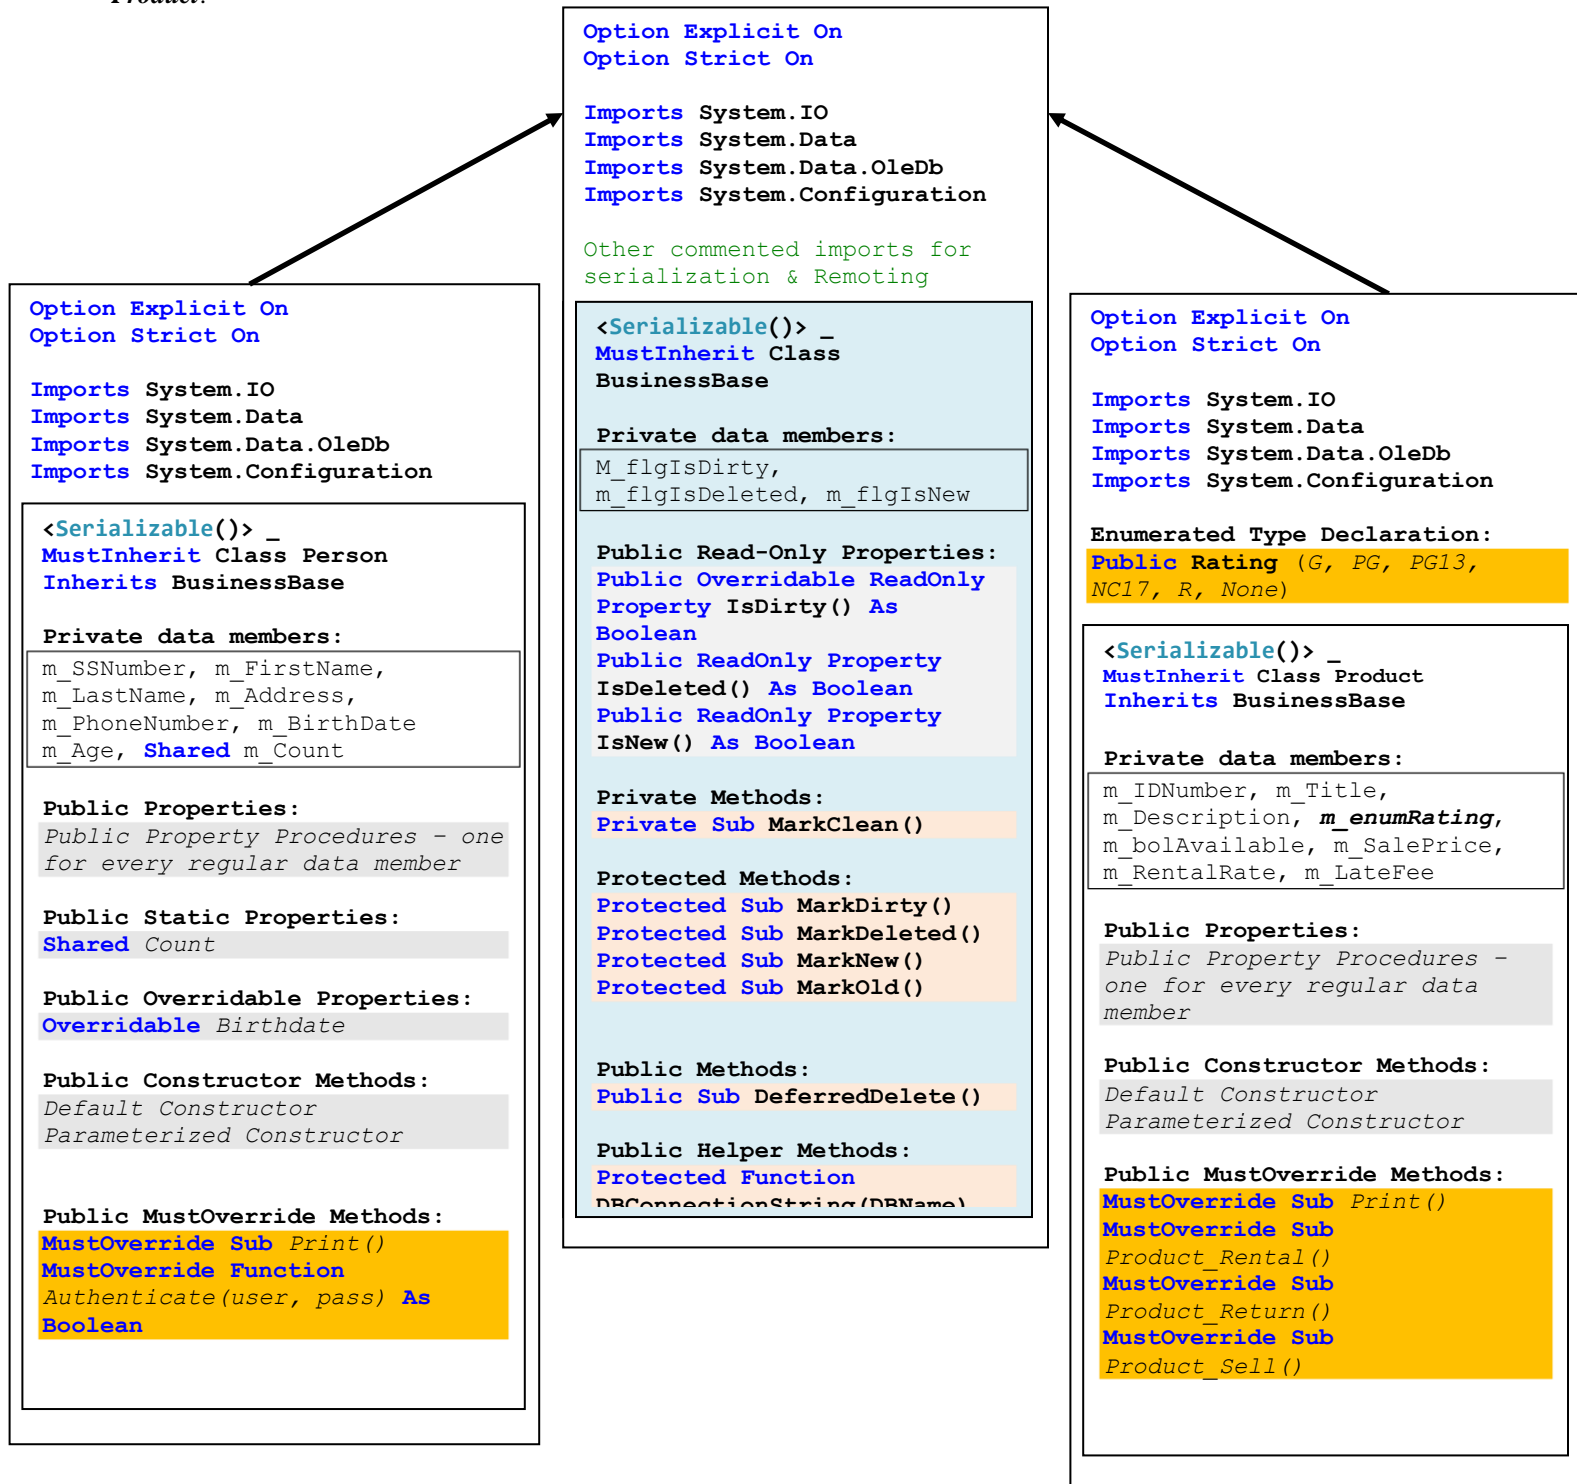 Product.
Option Explicit On
Option Strict On
Imports System.IO
Imports System.Data
Imports System.Data.OleDb
Imports System.Configuration
Other commented imports for
serialization & Remoting
<Serializable()> _
MustInherit Class
BusinessBase
Private data members:
M_flgIsDirty,
m_flgIsDeleted, m_flgIsNew
Public Read-Only Properties:
Public Overridable ReadOnly
Property IsDirty() As
Boolean
Public ReadOnly Property
IsDeleted() As Boolean
Public ReadOnly Property
IsNew() As Boolean
Private Methods:
Private Sub MarkClean()
Protected Methods:
Protected Sub MarkDirty()
Protected Sub MarkDeleted()
Protected Sub MarkNew()
Protected Sub MarkOld()
Public Methods:
Public Sub DeferredDelete()
Public Helper Methods:
Protected Function
DBConnectionString(DBName)
Option Explicit On
Option Strict On
Imports System.IO
Imports System.Data
Imports System.Data.OleDb
Imports System.Configuration
<Serializable()> _
MustInherit Class Person
Inherits BusinessBase
Private data members:
m_SSNumber, m_FirstName,
m_LastName, m_Address,
m_PhoneNumber, m_BirthDate
m_Age, Shared m_Count
Public Properties:
Public Property Procedures – one
for every regular data member
Public Static Properties:
Shared Count
Public Overridable Properties:
Overridable Birthdate
Public Constructor Methods:
Default Constructor
Parameterized Constructor
Public MustOverride Methods:
MustOverride Sub Print()
MustOverride Function
Authenticate(user, pass) As
Boolean
Option Explicit On
Option Strict On
Imports System.IO
Imports System.Data
Imports System.Data.OleDb
Imports System.Configuration
Enumerated Type Declaration:
Public Rating (G, PG, PG13,
NC17, R, None)
<Serializable()> _
MustInherit Class Product
Inherits BusinessBase
Private data members:
m_IDNumber, m_Title,
m_Description, m_enumRating,
m_bolAvailable, m_SalePrice,
m_RentalRate, m_LateFee
Public Properties:
Public Property Procedures –
one for every regular data
member
Public Constructor Methods:
Default Constructor
Parameterized Constructor
Public MustOverride Methods:
MustOverride Sub Print()
MustOverride Sub
Product_Rental()
MustOverride Sub
Product_Return()
MustOverride Sub
Product_Sell()